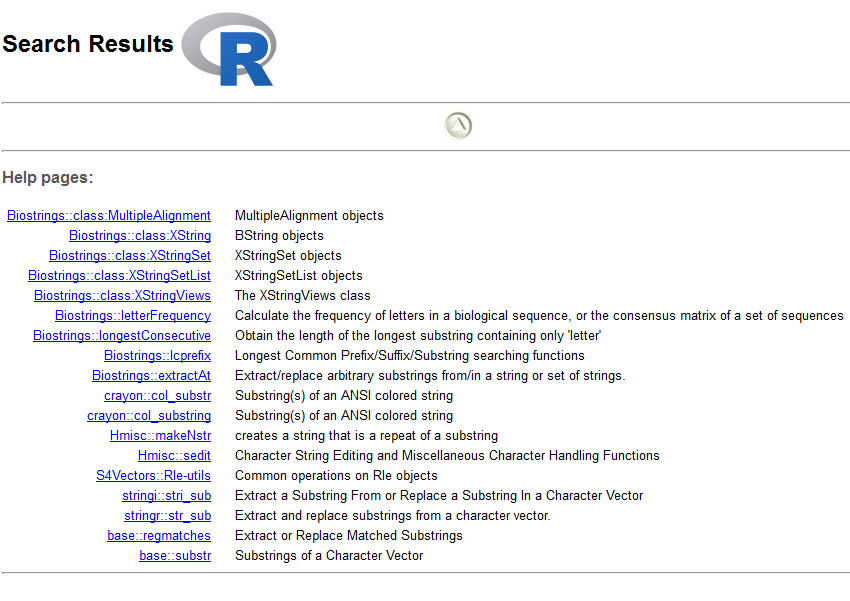 Search Results R
Help pages:
Biostrings::class:MultipleAlignment MultipleAlignment objects
Biostrings::class:XString BString objects
Biostrings::class:XStringSet XStringSet objects
Biostrings::class:XStringSetList XStringSetList objects
Biostrings::class:XStringViews The XStringViews class
Biostrings::letterFrequency Calculate the frequency of letters in a biological sequence, or the consensus matrix of a set of sequences
Biostrings::longestConsecutive Obtain the length of the longest substring containing only 'letter'
Biostrings::lcprefix Longest Common Prefix/Suffix/Substring searching functions
Biostrings::extractAt Extract/replace arbitrary substrings from/in a string or set of strings.
crayon::col_substr Substring(s) of an ANSI colored string
crayon::col_substring Substring(s) of an ANSI colored string
Hmisc::makeNstr creates a string that is a repeat of a substring
Hmisc::sedit Character String Editing and Miscellaneous Character Handling Functions
S4Vectors::Rle-utils Common operations on Rle objects
stringi::stri_sub Extract a Substring From or Replace a Substring In a Character Vector
stringr::str_sub Extract and replace substrings from a character vector.
base::regmatches Extract or Replace Matched Substrings
base::substr Substrings of a Character Vector